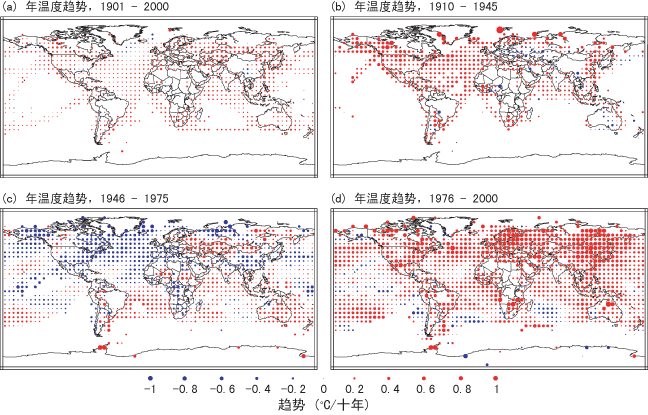 (a) 年温度趋势，1901 - 2000
(b) 年温度趋势，1910 - 1945
(c) 年温度趋势，1946 - 1975
(d) 年温度趋势，1976 - 2000
-1 -0.8 -0.6 -0.4 -0.2 0 0.2 0.4 0.6 0.8 1
趋势 (℃/十年)